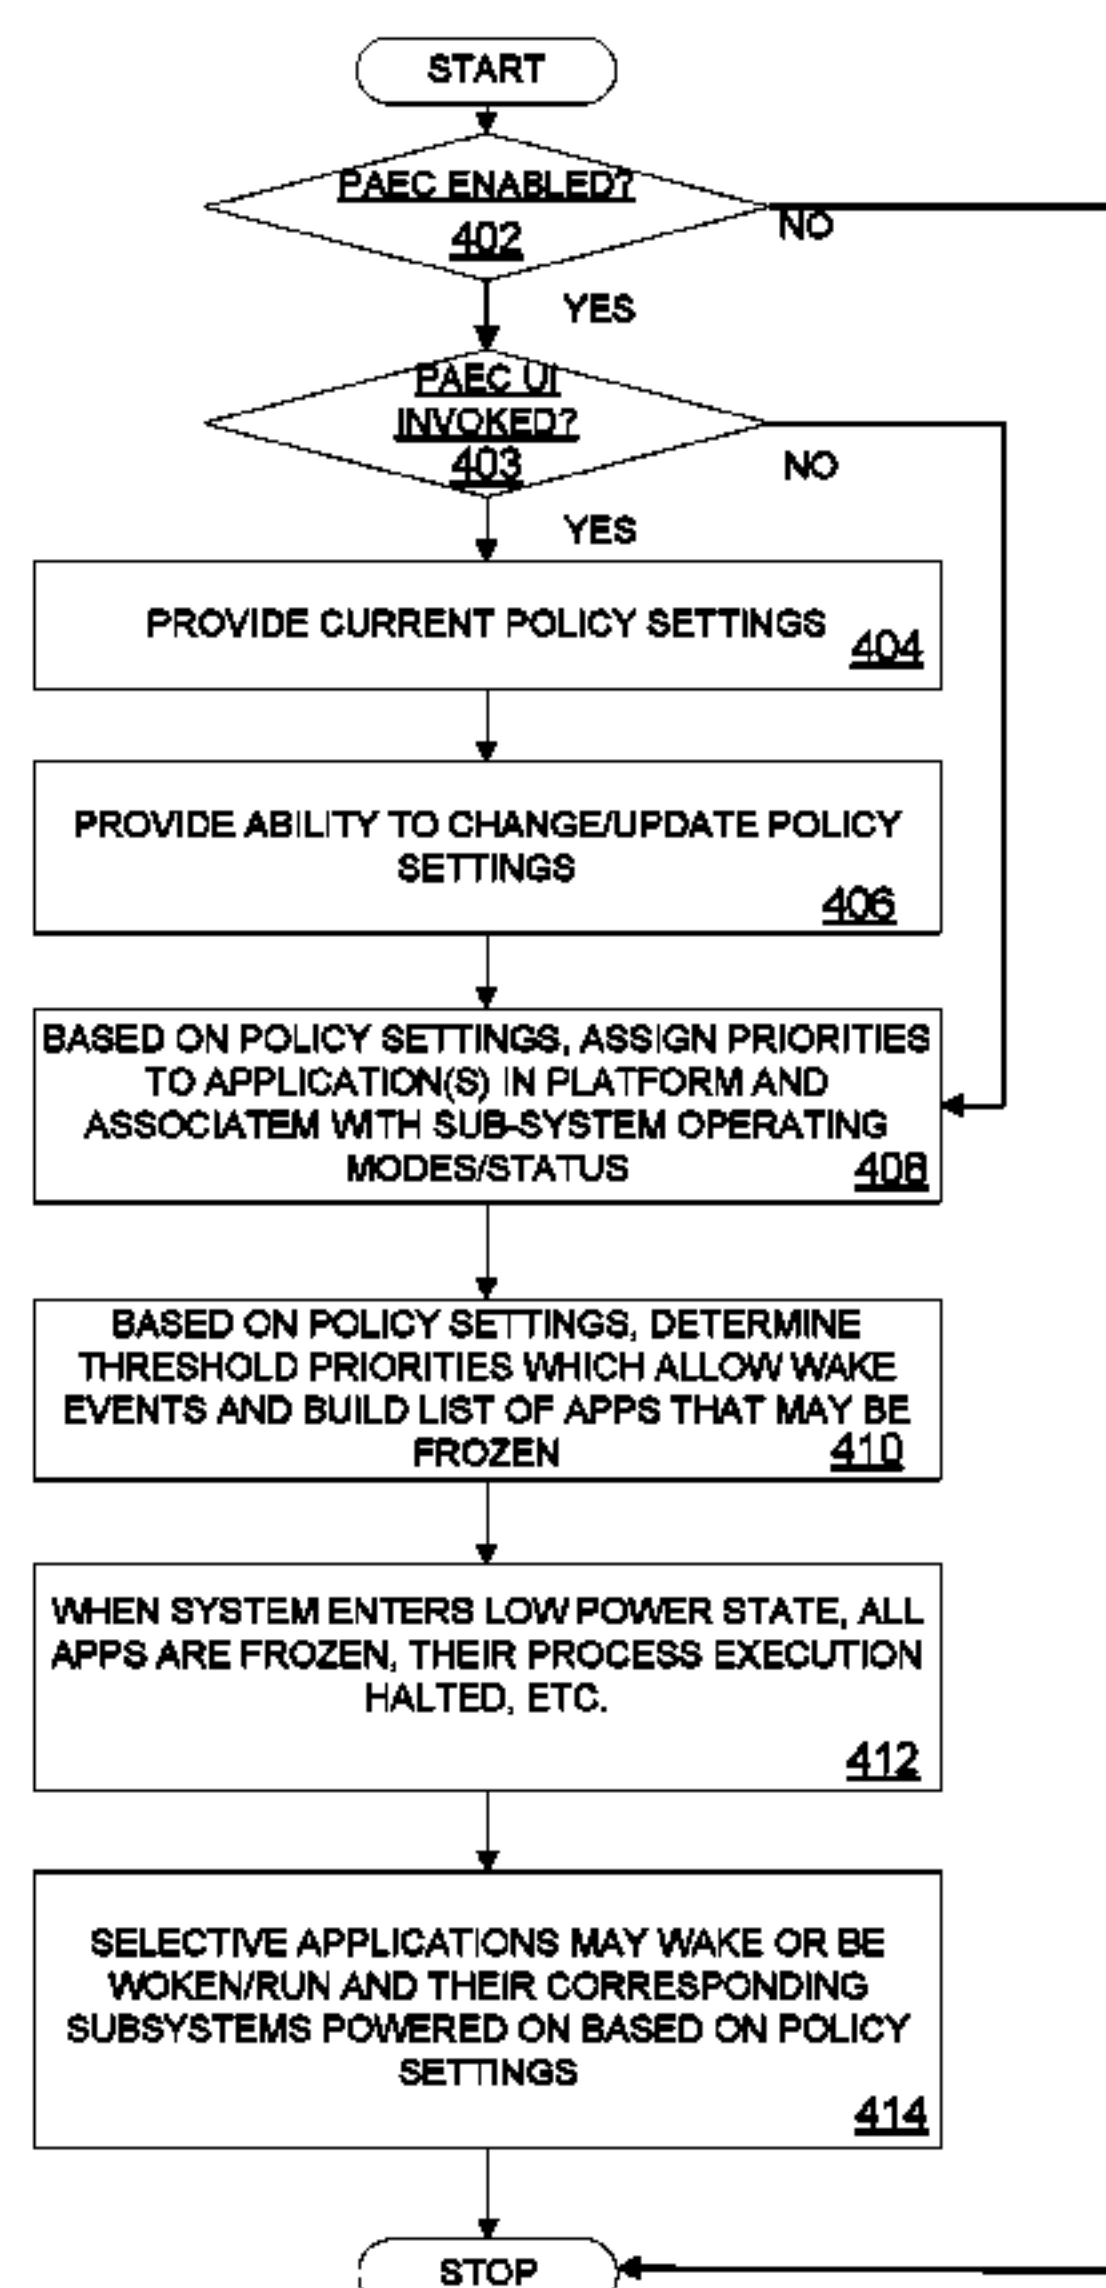 START
PAEC ENABLED?
402
NO
YES
PAEC UI
INVOKED?
403
NO
YES
PROVIDE CURRENT POLICY SETTINGS
404
PROVIDE ABILITY TO CHANGE/UPDATE POLICY
SETTINGS
406
BASED ON POLICY SETTINGS, ASSIGN PRIORITIES
TO APPLICATION(S) IN PLATFORM AND
ASSOCIATEM WITH SUB-SYSTEM OPERATING
MODES/STATUS
408
BASED ON POLICY SETTINGS, DETERMINE
THRESHOLD PRIORITIES WHICH ALLOW WAKE
EVENTS AND BUILD LIST OF APPS THAT MAY BE
FROZEN
410
WHEN SYSTEM ENTERS LOW POWER STATE, ALL
APPS ARE FROZEN, THEIR PROCESS EXECUTION
HALTED, ETC.
412
SELECTIVE APPLICATIONS MAY WAKE OR BE
WOKEN/RUN AND THEIR CORRESPONDING
SUBSYSTEMS POWERED ON BASED ON POLICY
SETTINGS
414
STOP